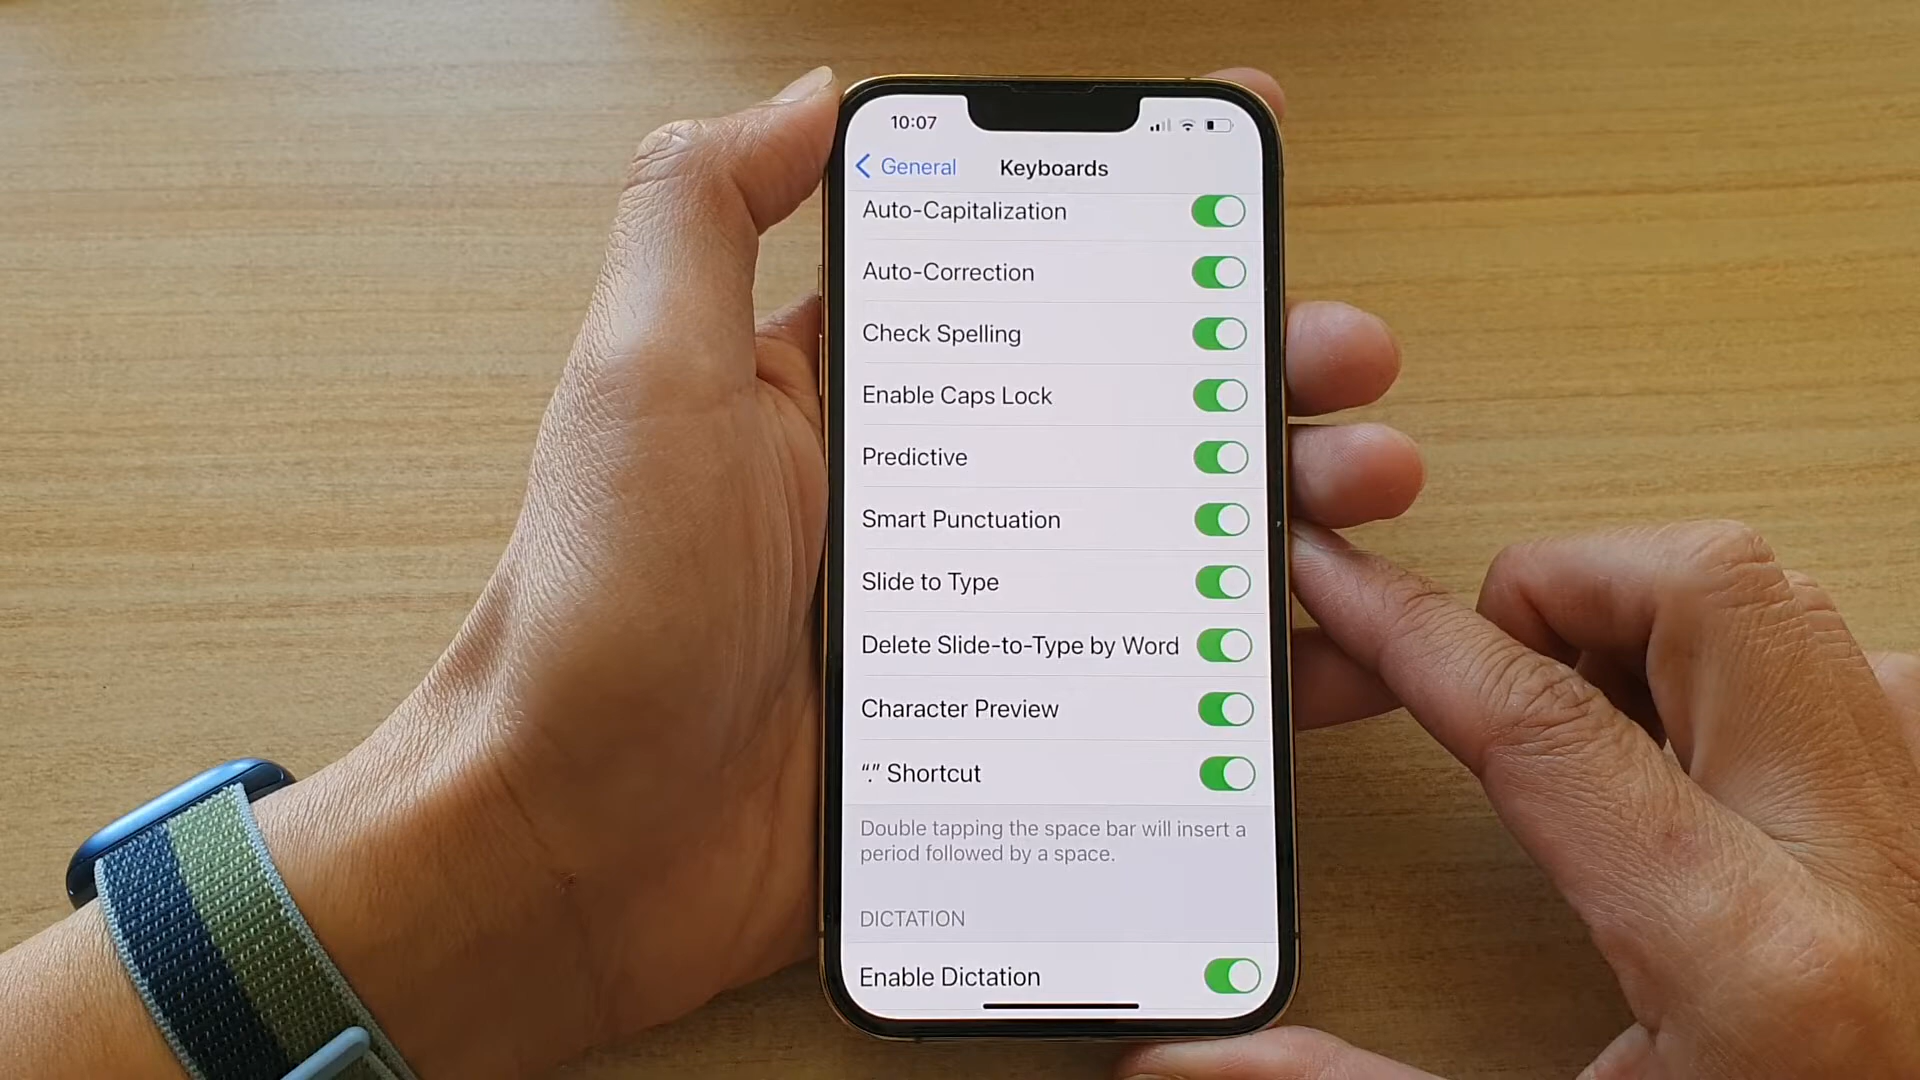 10:07
General Keyboards
Auto-Capitalization
Auto-Correction
Check Spelling
Enable Caps Lock
Predictive
Smart Punctuation
Slide to Type
Delete Slide-to-Type by Word
Character Preview
“.” Shortcut
Double tapping the space bar will insert a
period followed by a space.
DICTATION
Enable Dictation